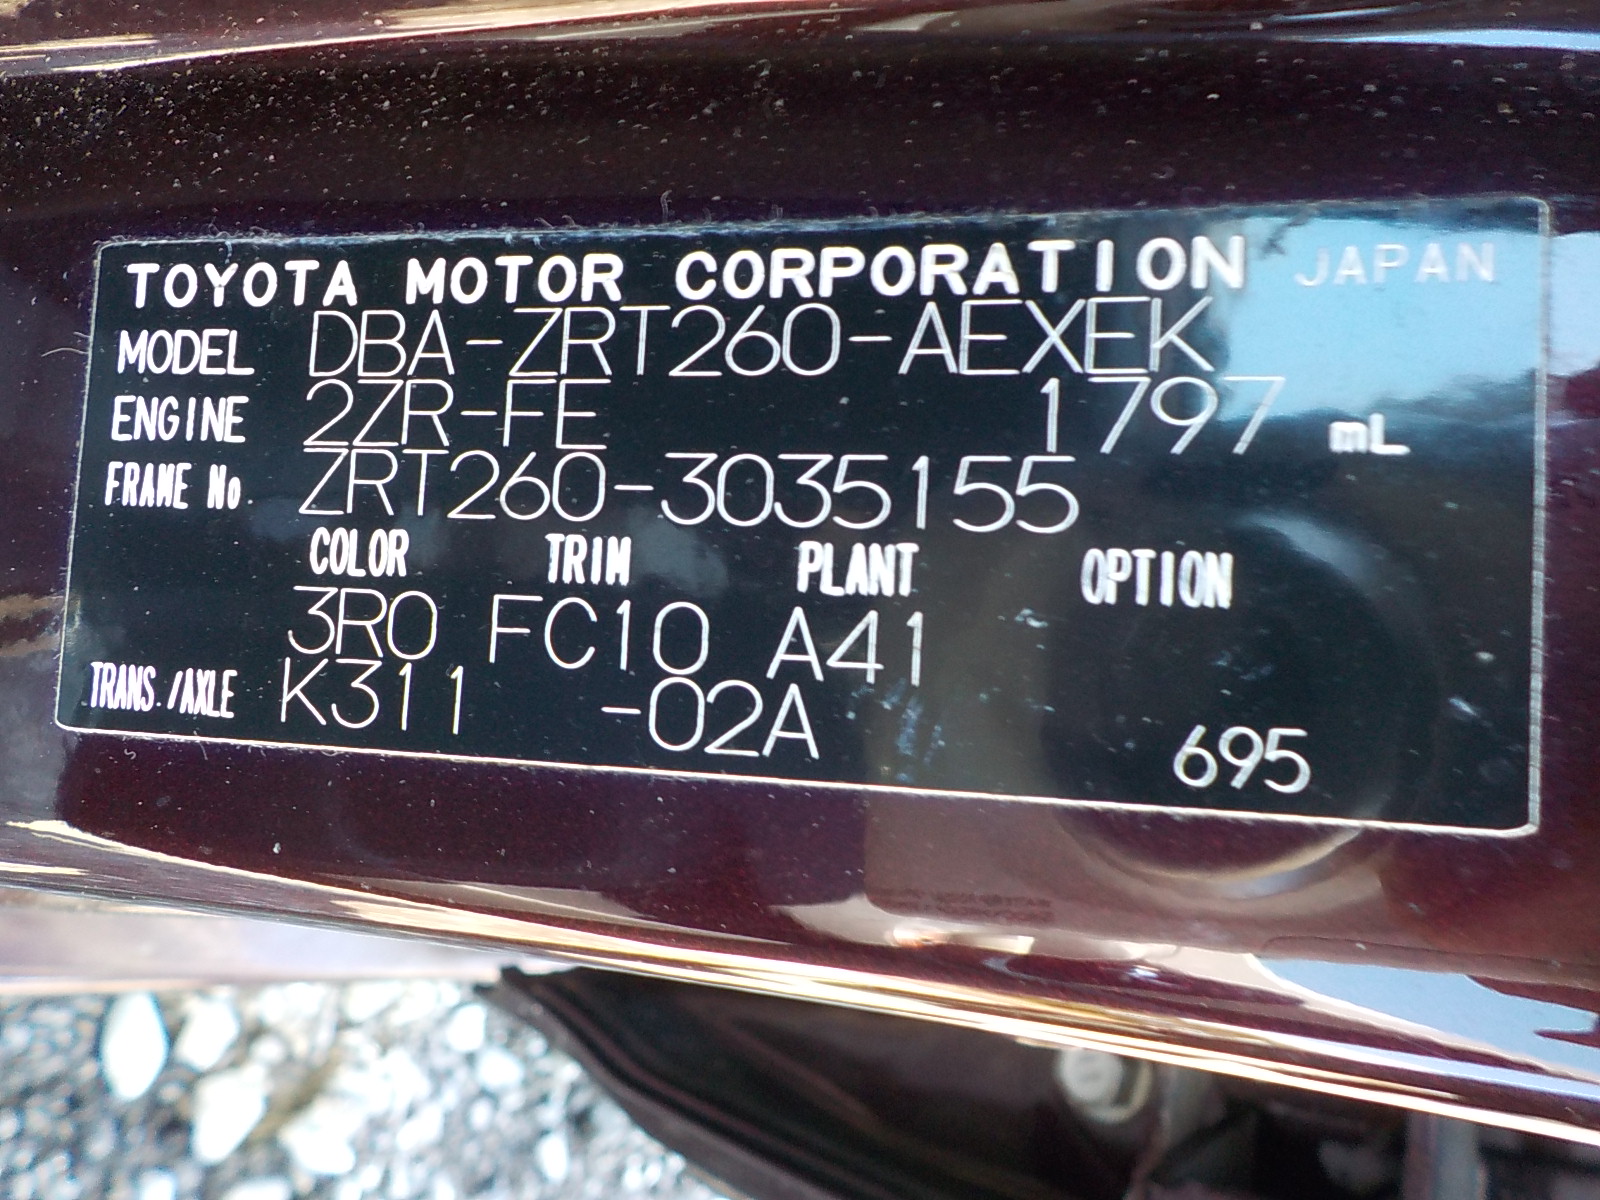 TOYOTA MOTOR CORPORATION JAPAN
MODEL DBA-ZRT260-AEXEK
ENGINE 2ZR-FE 1797 mL
FRAME No. ZRT260-3035155
COLOR TRIM PLANT OPTION
3R0 FC10 A41
TRANS./AXLE K311 -02A 695